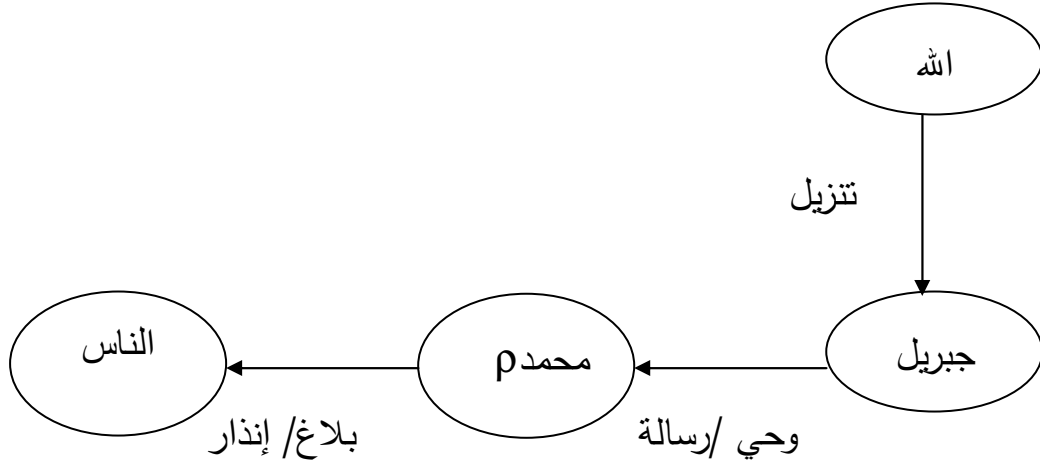 الله
تنزيل
جبريل
محمدρ
الناس
وحي /رسالة
بلاغ/ إنذار